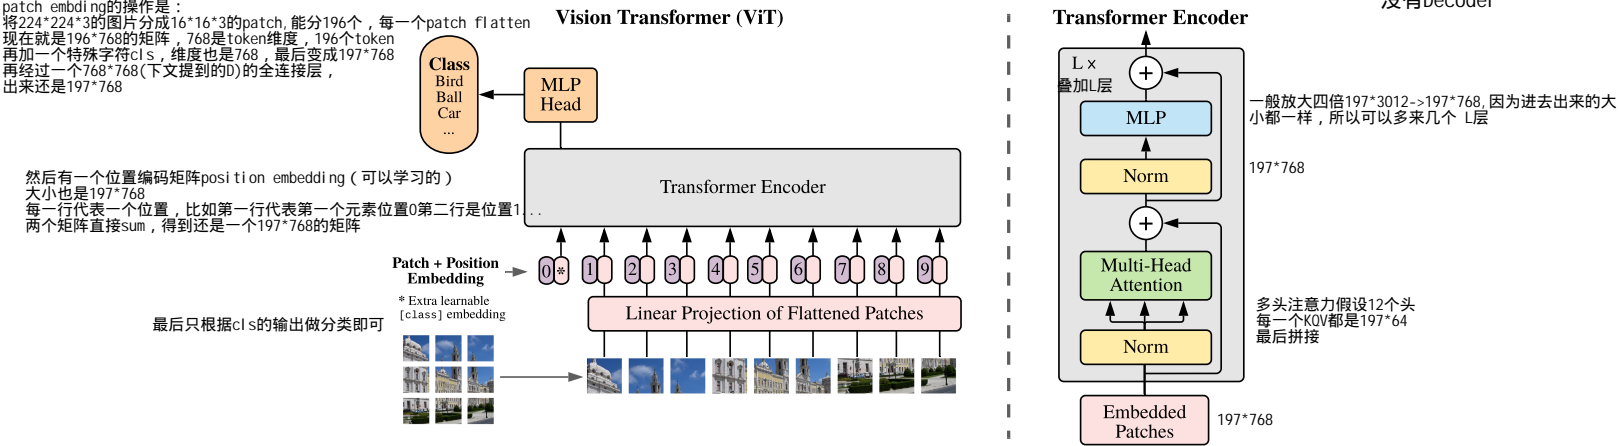 patch embding的操作是：
将224*224*3的图片分成16*16*3的patch,能分196个，每一个patch flatten
现在就是196*768的矩阵，768是token维度，196个token
再加一个特殊字符cls，维度也是768，最后变成197*768
再经过一个768*768(下文提到的D)的全连接层，
出来还是197*768
Vision Transformer (ViT)
Class
Bird
Ball
Car
...
MLP
Head
然后有一个位置编码矩阵position embedding（可以学习的）
大小也是197*768
每一行代表一个位置，比如第一行代表第一个元素位置0第二行是位置1...
两个矩阵直接sum，得到还是一个197*768的矩阵
Transformer Encoder
Patch + Position
Embedding
0 * 1 2 3 4 5 6 7 8 9
* Extra learnable
[class] embedding
Linear Projection of Flattened Patches
最后只根据cls的输出做分类即可
没有Decoder
Transformer Encoder
L ×
叠加L层
+
MLP
一般放大四倍197*3012->197*768,因为进去出来的大
小都一样，所以可以多来几个 L层
Norm
197*768
+
Multi-Head
Attention
多头注意力假设12个头
每一个KQV都是197*64
最后拼接
Norm
Embedded
Patches
197*768